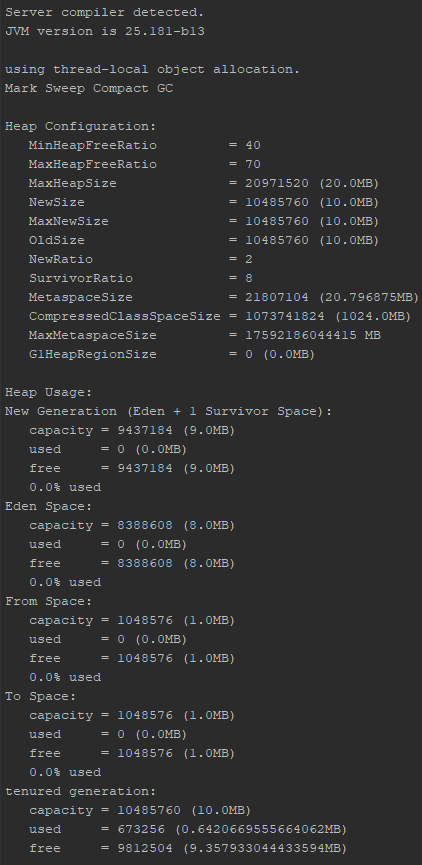 Server compiler detected.
JVM version is 25.181-b13
using thread-local object allocation.
Mark Sweep Compact GC
Heap Configuration:
MinHeapFreeRatio         = 40
MaxHeapFreeRatio         = 70
MaxHeapSize              = 20971520 (20.0MB)
NewSize                  = 10485760 (10.0MB)
MaxNewSize               = 10485760 (10.0MB)
OldSize                  = 10485760 (10.0MB)
NewRatio                 = 2
SurvivorRatio            = 8
MetaspaceSize            = 21807104 (20.796875MB)
CompressedClassSpaceSize = 1073741824 (1024.0MB)
MaxMetaspaceSize         = 17592186044415 MB
G1HeapRegionSize         = 0 (0.0MB)
Heap Usage:
New Generation (Eden + 1 Survivor Space):
capacity = 9437184 (9.0MB)
used     = 0 (0.0MB)
free     = 9437184 (9.0MB)
0.0% used
Eden Space:
capacity = 8388608 (8.0MB)
used     = 0 (0.0MB)
free     = 8388608 (8.0MB)
0.0% used
From Space:
capacity = 1048576 (1.0MB)
used     = 0 (0.0MB)
free     = 1048576 (1.0MB)
0.0% used
To Space:
capacity = 1048576 (1.0MB)
used     = 0 (0.0MB)
free     = 1048576 (1.0MB)
0.0% used
tenured generation:
capacity = 10485760 (10.0MB)
used     = 673256 (0.6420669555664062MB)
free     = 9812504 (9.357933044433594MB)